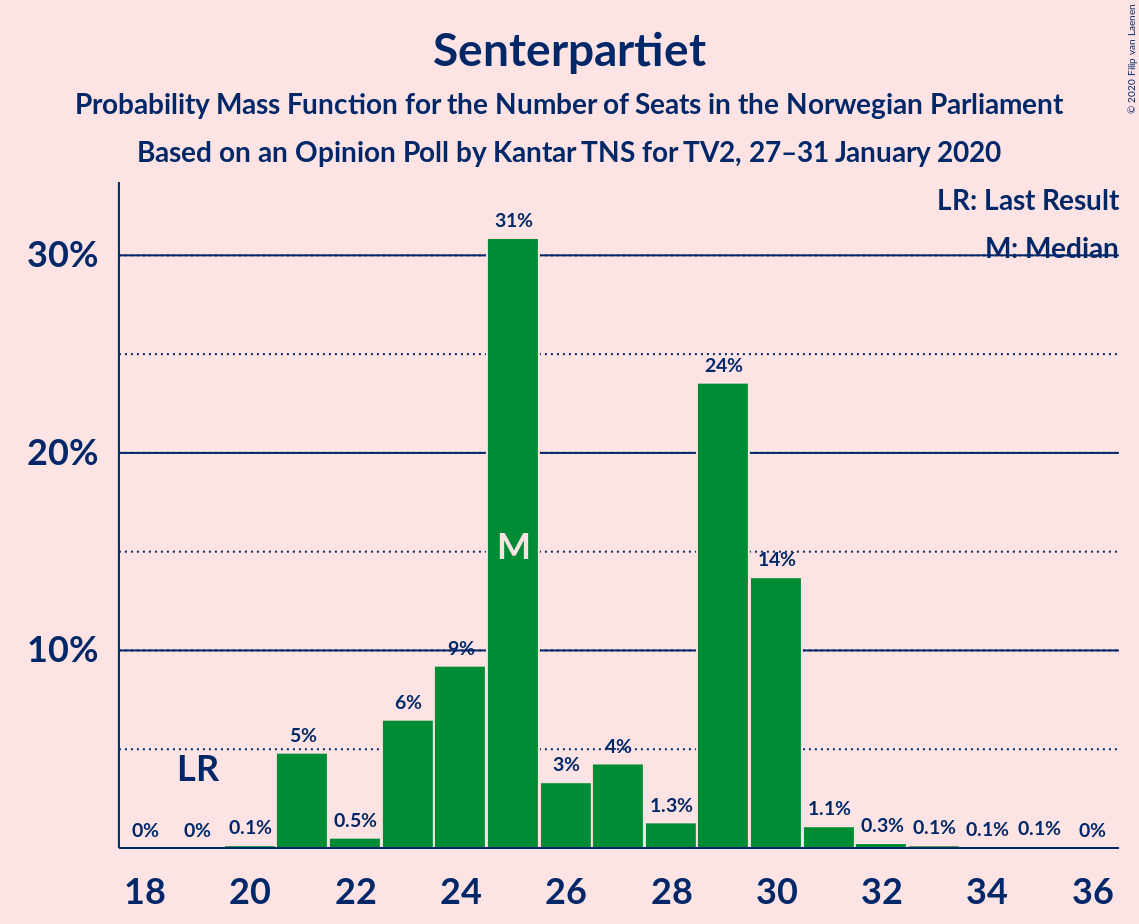 Senterpartiet
Probability Mass Function for the Number of Seats in the Norwegian Parliament
Based on an Opinion Poll by Kantar TNS for TV2, 27–31 January 2020
© 2020 Filip van Laenen
LR: Last Result
M: Median
30%
20%
10%
0%
0%
0.1%
5%
0.5%
6%
9%
31%
3%
4%
1.3%
24%
14%
1.1%
0.3%
0.1%
0.1%
0.1%
0%
LR
M
18 20 22 24 26 28 30 32 34 36